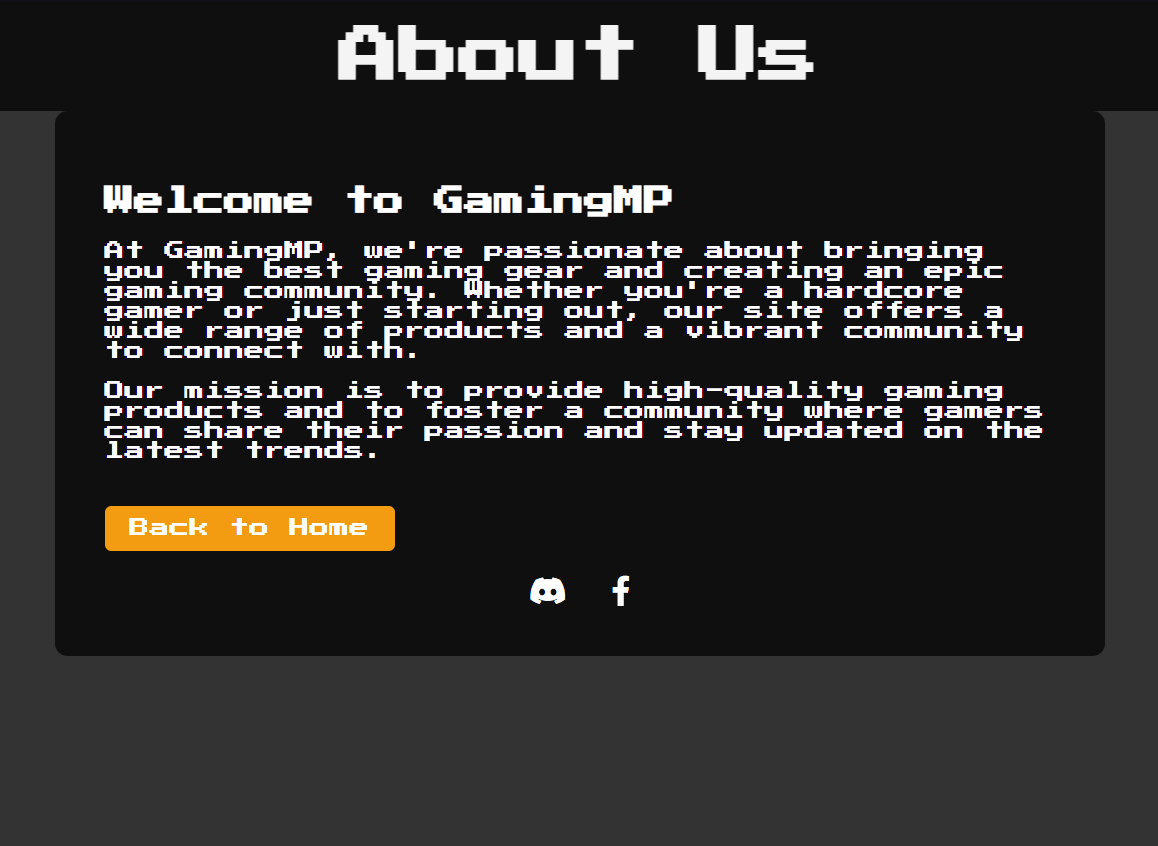 About Us
Welcome to GamingMP
At GamingMP, we're passionate about bringing
you the best gaming gear and creating an epic
gaming community. Whether you're a hardcore
gamer or just starting out, our site offers a
wide range of products and a vibrant community
to connect with.
Our mission is to provide high-quality gaming
products and to foster a community where gamers
can share their passion and stay updated on the
latest trends.
Back to Home